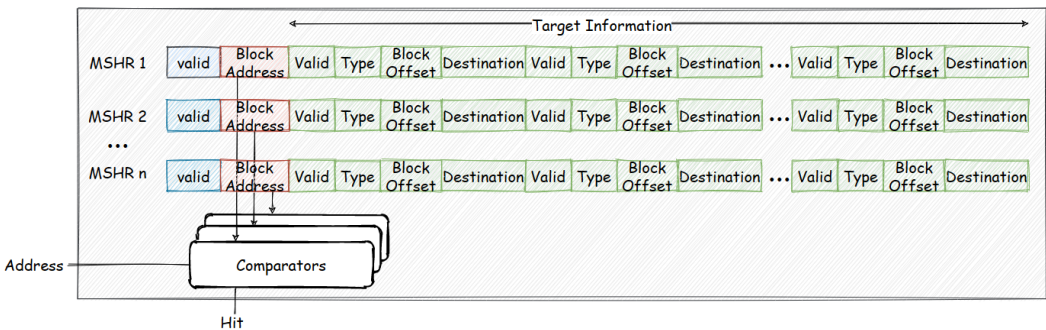 Target Information
MSHR 1 valid Block Address Valid Type Block Offset Destination Valid Type Block Offset Destination ... Valid Type Block Offset Destination
MSHR 2 valid Block Address Valid Type Block Offset Destination Valid Type Block Offset Destination ... Valid Type Block Offset Destination
...
MSHR n valid Block Address Valid Type Block Offset Destination Valid Type Block Offset Destination ... Valid Type Block Offset Destination
Address
Comparators
Hit